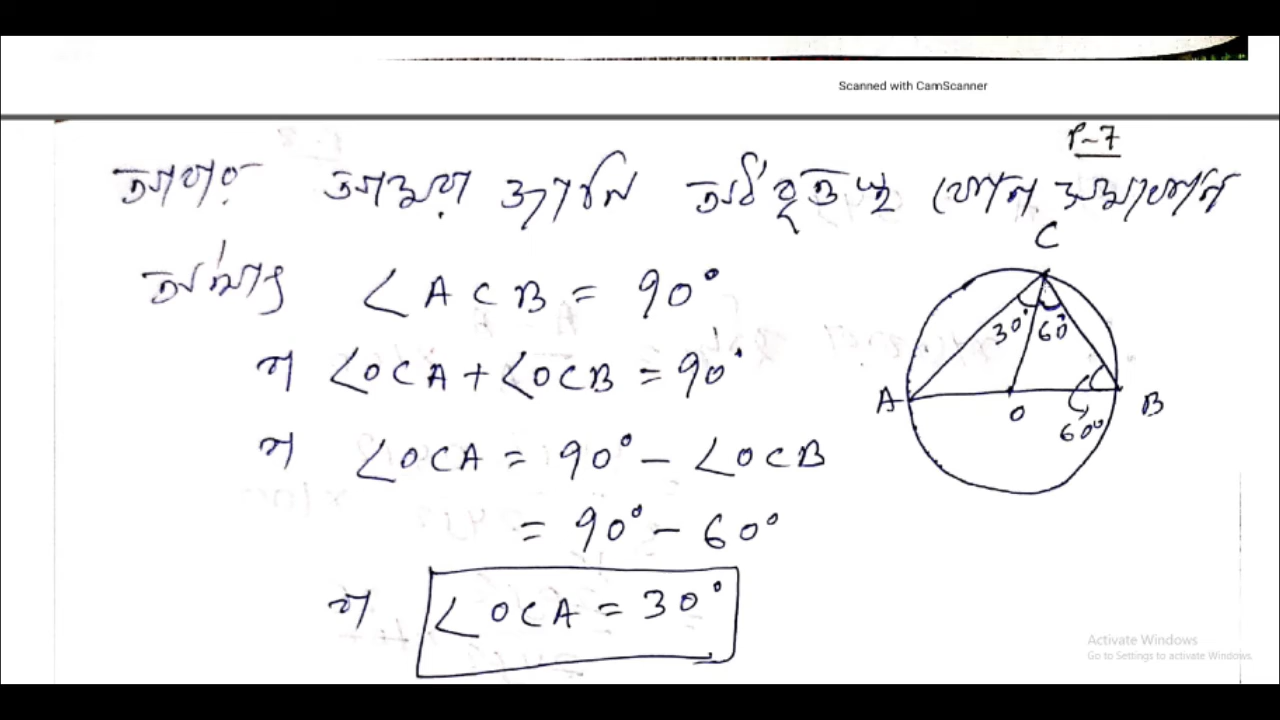 Scanned with CamScanner
P-7
আবার আমরা জানি অর্ধবৃত্তস্থ কোন সমকোন
অর্থাৎ ∠ACB = 90°
বা ∠OCA + ∠OCB = 90°
বা ∠OCA = 90° - ∠OCB
= 90° - 60°
বা ∠OCA = 30°
C
30° 60°
A O B
60°
Activate Windows
Go to Settings to activate Windows.